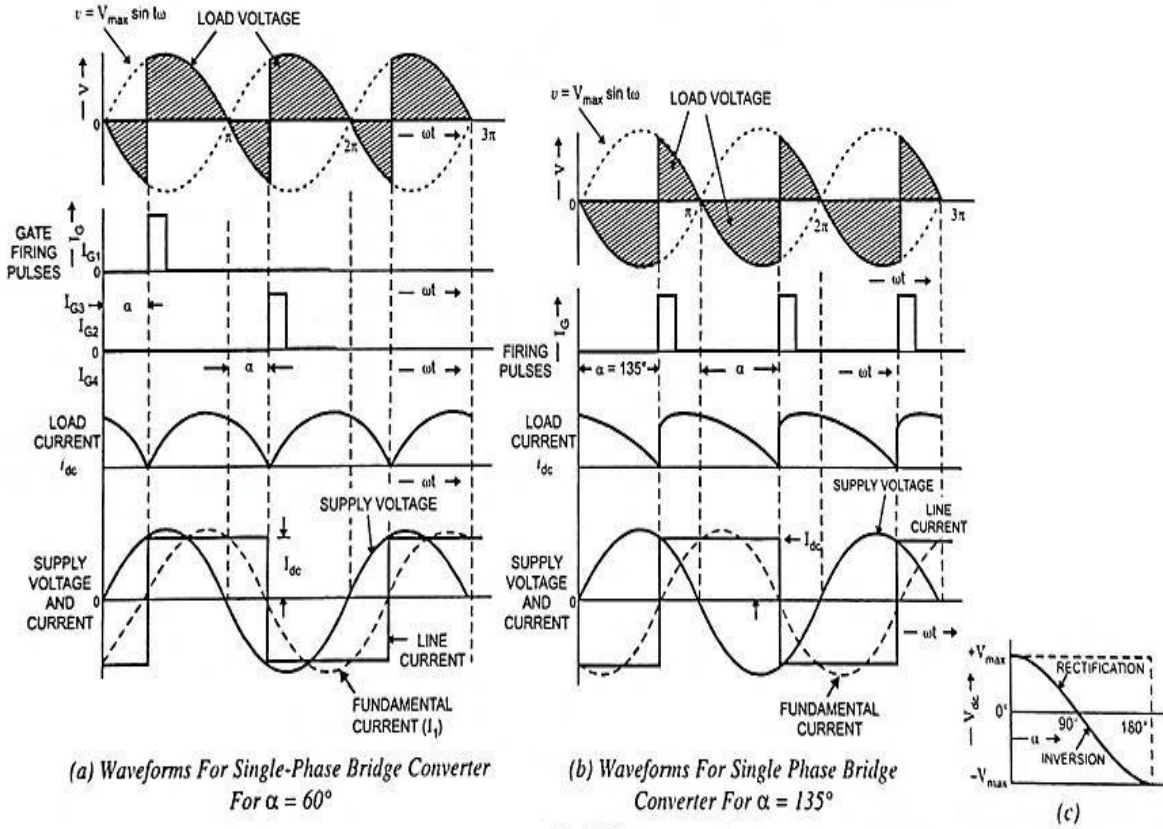 v = Vmax sin tω
LOAD VOLTAGE
— V →
0
π
2π
— ωt →
3π
GATE
FIRING
PULSES
— IG →
IG1
0
— ωt →
IG3
α
IG2
0
IG4
α
— ωt →
LOAD
CURRENT
idc
— ωt →
SUPPLY VOLTAGE
SUPPLY
VOLTAGE
AND
CURRENT
0
Idc
LINE
CURRENT
FUNDAMENTAL
CURRENT (I1)
(a) Waveforms For Single-Phase Bridge Converter
For α = 60°
v = Vmax sin tω
LOAD VOLTAGE
— V →
0
π
2π
3π
— ωt →
FIRING
PULSES
— IG →
α = 135°
α
— ωt →
LOAD
CURRENT
idc
SUPPLY VOLTAGE
LINE
CURRENT
SUPPLY
VOLTAGE
AND
CURRENT
0
Idc
— ωt →
FUNDAMENTAL
CURRENT
(b) Waveforms For Single Phase Bridge
Converter For α = 135°
+Vmax
RECTIFICATION
— Vdc →
0°
90°
180°
— α →
INVERSION
–Vmax
(c)